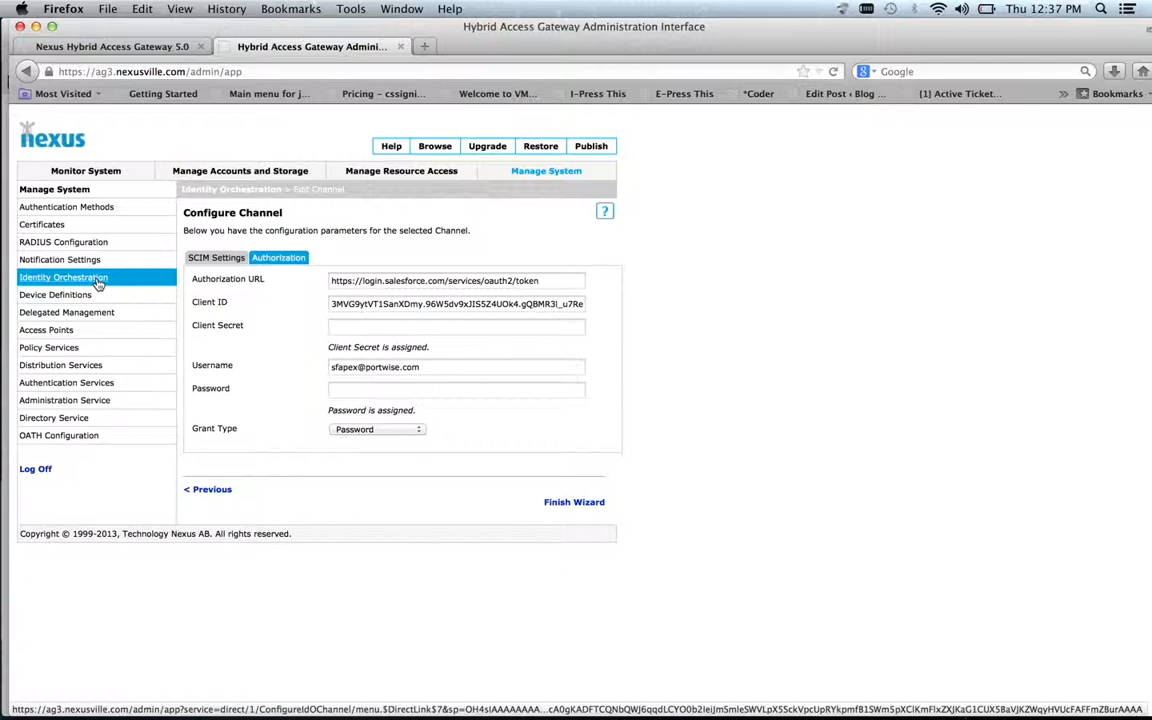 Firefox File Edit View History Bookmarks Tools Window Help Thu 12:37 PM
Hybrid Access Gateway Administration Interface
Nexus Hybrid Access Gateway 5.0 × Hybrid Access Gateway Admini... × +
https://ag3.nexusville.com/admin/app Google
Most Visited Getting Started Main menu for j... Pricing - cssigni... Welcome to VM... I-Press This E-Press This *Coder Edit Post ‹ Blog ... [1] Active Ticket... » Bookmarks
nexus
Help Browse Upgrade Restore Publish
Monitor System Manage Accounts and Storage Manage Resource Access Manage System
Manage System
Identity Orchestration > Edit Channel
Authentication Methods
Certificates
RADIUS Configuration
Notification Settings
Identity Orchestration
Device Definitions
Delegated Management
Access Points
Policy Services
Distribution Services
Authentication Services
Administration Service
Directory Service
OATH Configuration
Log Off
Configure Channel ?
Below you have the configuration parameters for the selected Channel.
SCIM Settings Authorization
Authorization URL https://login.salesforce.com/services/oauth2/token
Client ID
Client Secret
Client Secret is assigned.
Username sfapex@portwise.com
Password
Password is assigned.
Grant Type Password
< Previous
Finish Wizard
Copyright © 1999-2013, Technology Nexus AB. All rights reserved.